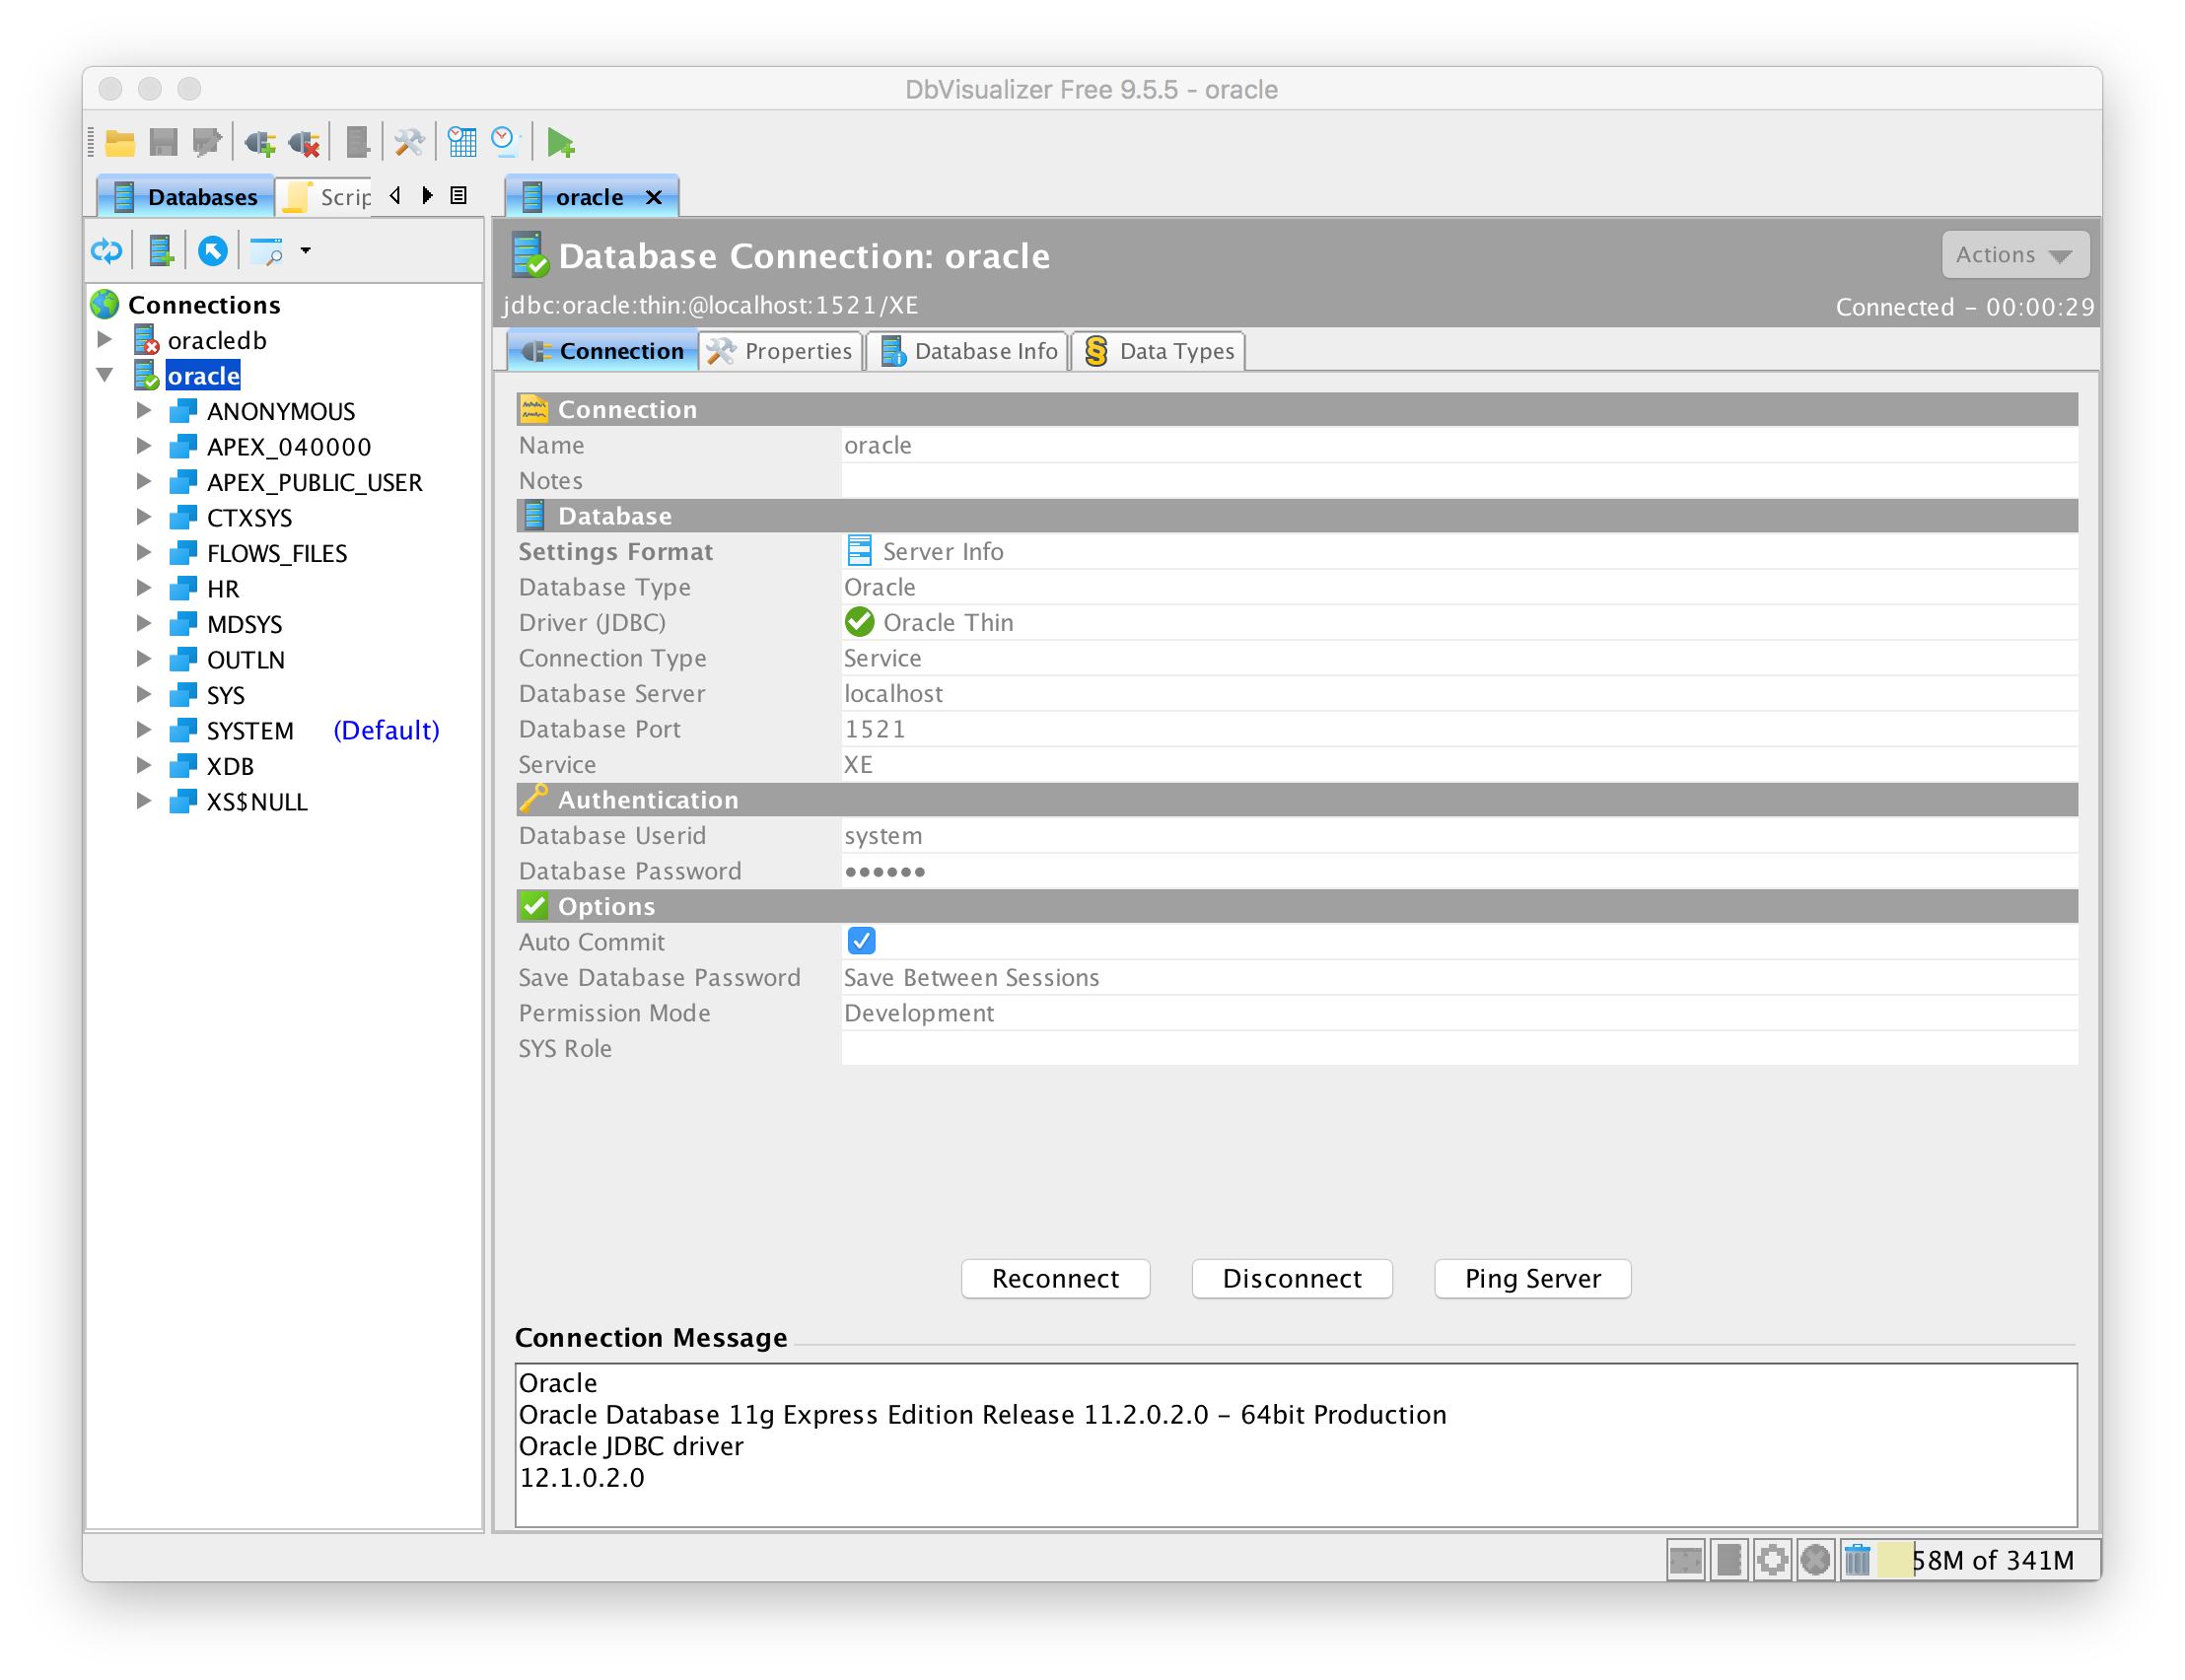 DbVisualizer Free 9.5.5 - oracle
Databases
Scrip
oracle
Database Connection: oracle
Actions
jdbc:oracle:thin:@localhost:1521/XE
Connected - 00:00:29
Connections
oracledb
oracle
ANONYMOUS
APEX_040000
APEX_PUBLIC_USER
CTXSYS
FLOWS_FILES
HR
MDSYS
OUTLN
SYS
SYSTEM (Default)
XDB
XS$NULL
Connection Properties Database Info Data Types
Connection
Name oracle
Notes
Database
Settings Format Server Info
Database Type Oracle
Driver (JDBC) Oracle Thin
Connection Type Service
Database Server localhost
Database Port 1521
Service XE
Authentication
Database Userid system
Database Password ••••••
Options
Auto Commit
Save Database Password Save Between Sessions
Permission Mode Development
SYS Role
Reconnect Disconnect Ping Server
Connection Message
Oracle
Oracle Database 11g Express Edition Release 11.2.0.2.0 - 64bit Production
Oracle JDBC driver
12.1.0.2.0
58M of 341M